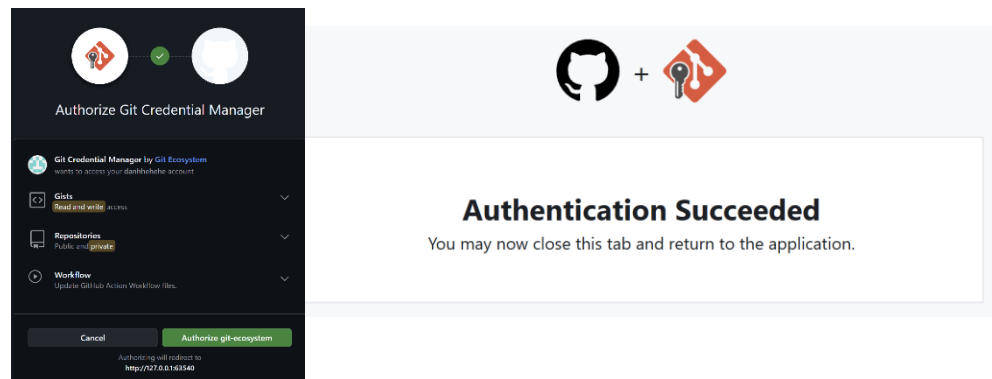 Authorize Git Credential Manager
Git Credential Manager by Git Ecosystem
wants to access your danhhehehe account
Gists
Read and write access
Repositories
Public and private
Workflow
Update GitHub Action Workflow files.
Cancel
Authorize git-ecosystem
Authorizing will redirect to
http://127.0.0.1:63540
+
Authentication Succeeded
You may now close this tab and return to the application.